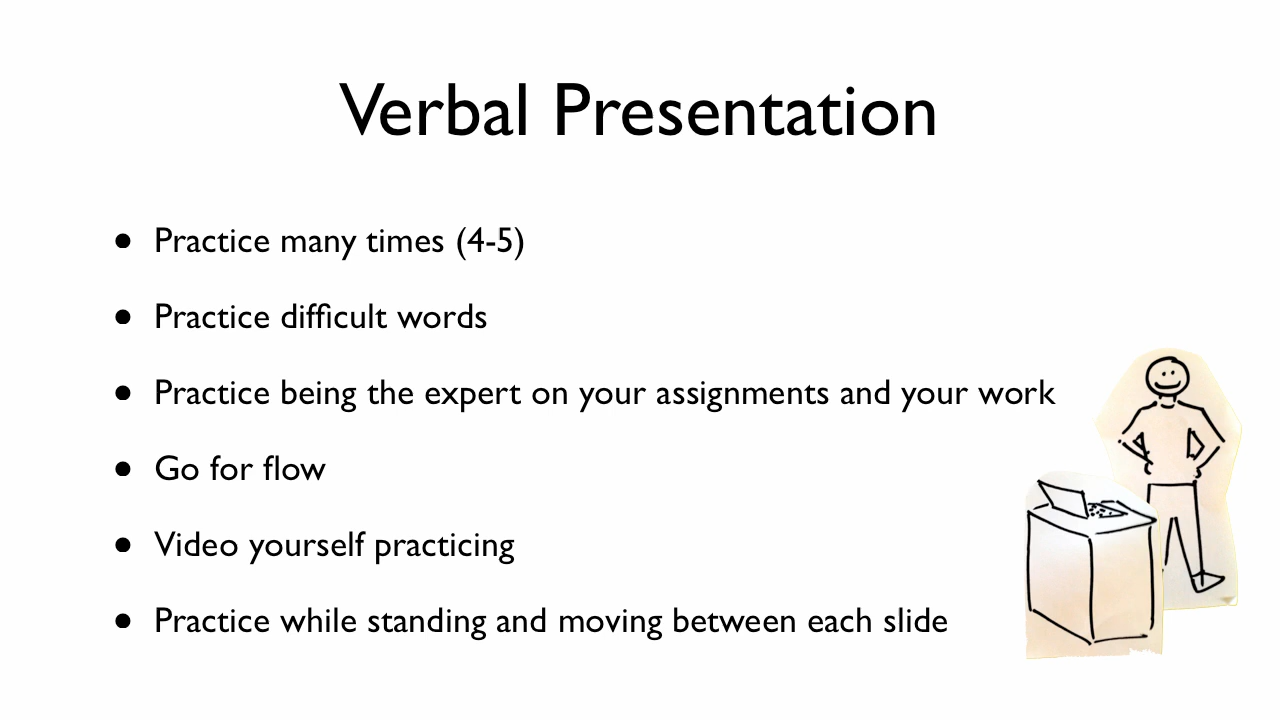 Verbal Presentation
• Practice many times (4-5)
• Practice difficult words
• Practice being the expert on your assignments and your work
• Go for flow
• Video yourself practicing
• Practice while standing and moving between each slide